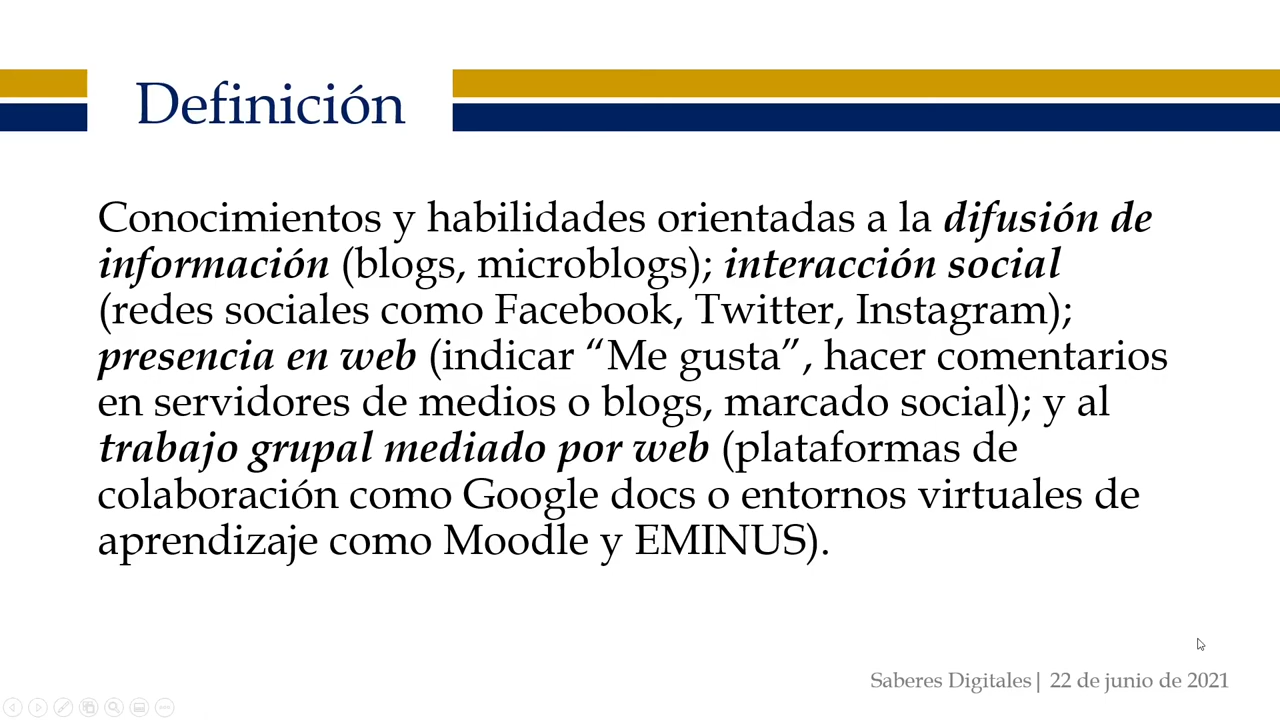 Definición
Conocimientos y habilidades orientadas a la difusión de
información (blogs, microblogs); interacción social
(redes sociales como Facebook, Twitter, Instagram);
presencia en web (indicar “Me gusta”, hacer comentarios
en servidores de medios o blogs, marcado social); y al
trabajo grupal mediado por web (plataformas de
colaboración como Google docs o entornos virtuales de
aprendizaje como Moodle y EMINUS).
Saberes Digitales| 22 de junio de 2021